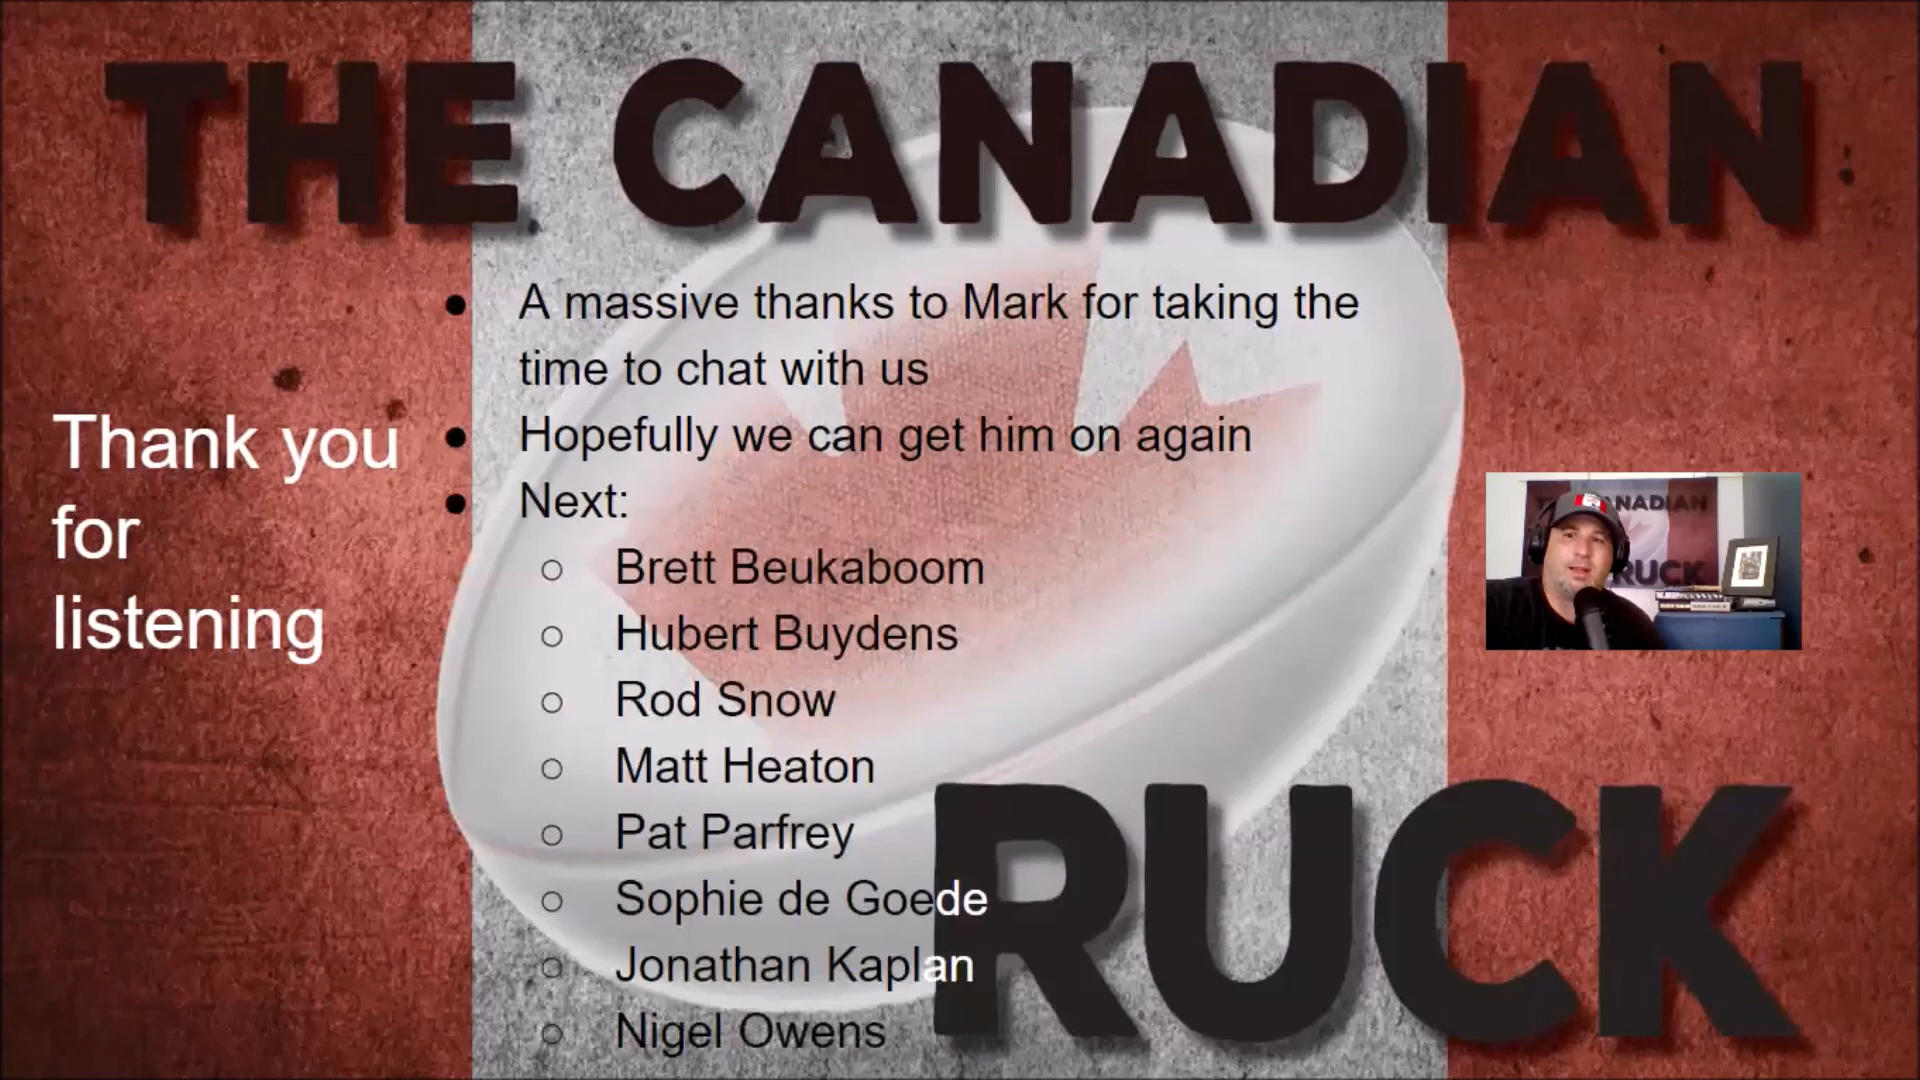 THE CANADIAN
A massive thanks to Mark for taking the
time to chat with us
Hopefully we can get him on again
Next:
Brett Beukaboom
Hubert Buydens
Rod Snow
Matt Heaton
Pat Parfrey
Sophie de Goede
Jonathan Kaplan
Nigel Owens
Thank you
for
listening
RUCK
NADIAN
RUCK